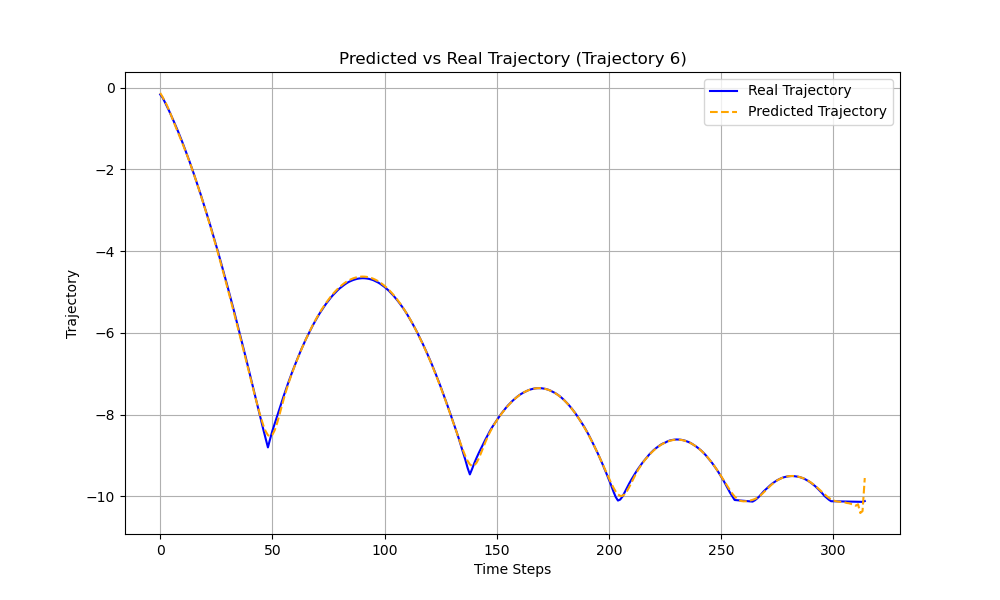 Predicted vs Real Trajectory (Trajectory 6)
Real Trajectory
Predicted Trajectory
Trajectory
0
−2
−4
−6
−8
−10
0 50 100 150 200 250 300
Time Steps